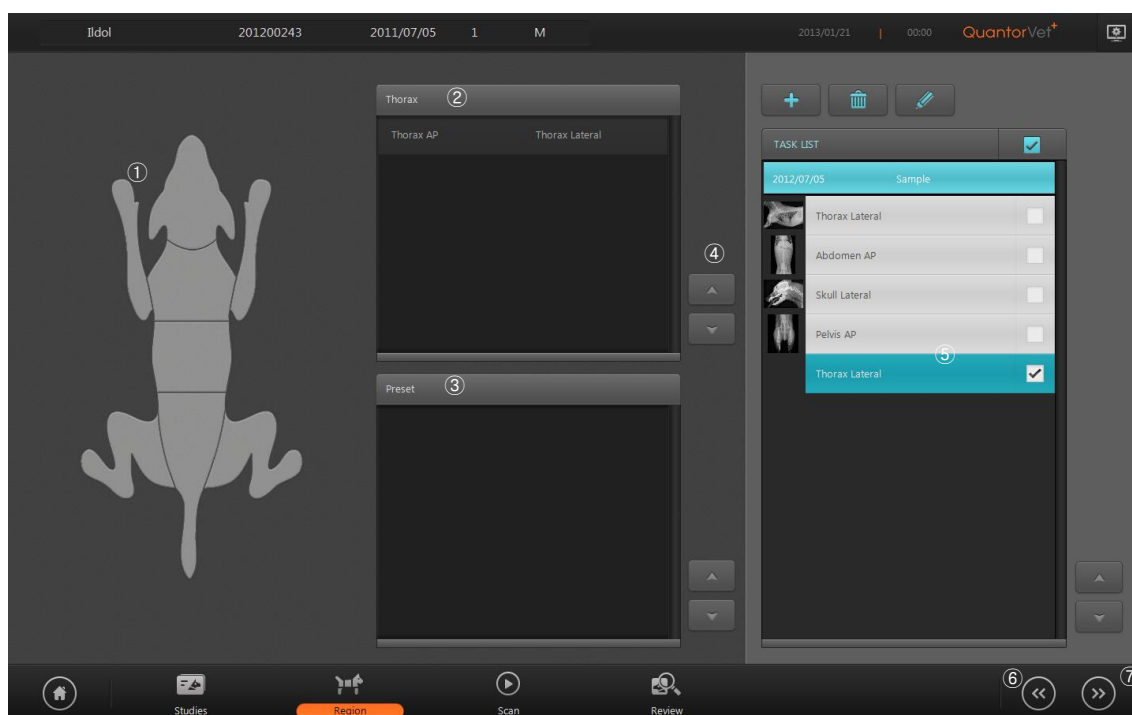 Ildol 201200243 2011/07/05 1 M 2013/01/21 | 00:00 QuantorVet+
Thorax ②
Thorax AP Thorax Lateral
①
④
Preset ③
TASK LIST
2012/07/05 Sample
Thorax Lateral
Abdomen AP
Skull Lateral
Pelvis AP
⑤
Thorax Lateral
⑥ ⑦
Studies Region Scan Review